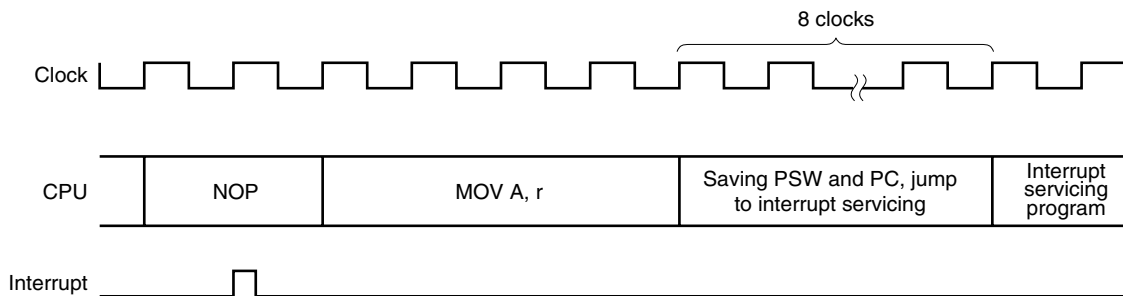 8 clocks
Clock
CPU
NOP
MOV A, r
Saving PSW and PC, jump
to interrupt servicing
Interrupt
servicing
program
Interrupt